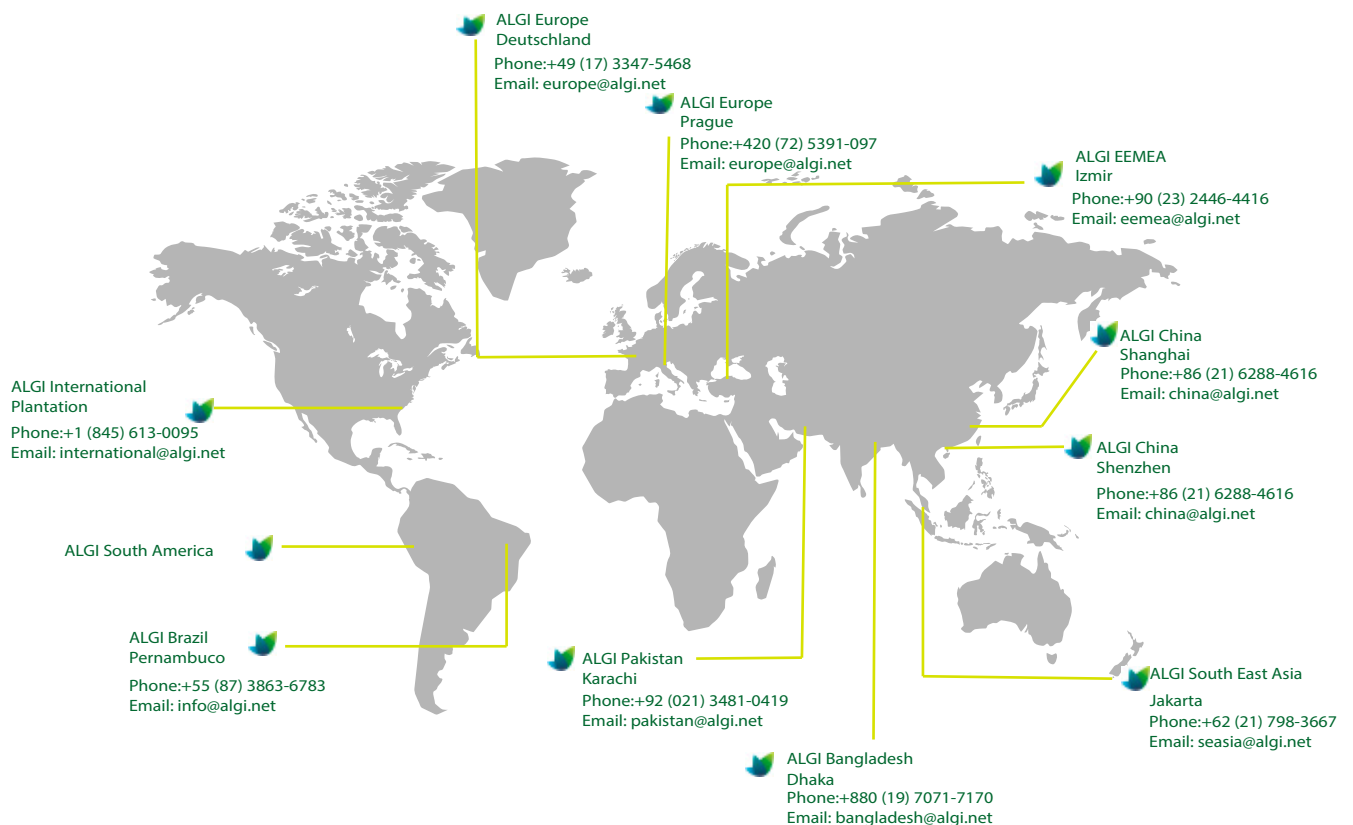 ALGI Europe
Deutschland
Phone:+49 (17) 3347-5468
Email: europe@algi.net
ALGI Europe
Prague
Phone:+420 (72) 5391-097
Email: europe@algi.net
ALGI EEMEA
Izmir
Phone:+90 (23) 2446-4416
Email: eemea@algi.net
ALGI China
Shanghai
Phone:+86 (21) 6288-4616
Email: china@algi.net
ALGI International
Plantation
Phone:+1 (845) 613-0095
Email: international@algi.net
ALGI China
Shenzhen
Phone:+86 (21) 6288-4616
Email: china@algi.net
ALGI South America
ALGI Brazil
Pernambuco
Phone:+55 (87) 3863-6783
Email: info@algi.net
ALGI Pakistan
Karachi
Phone:+92 (021) 3481-0419
Email: pakistan@algi.net
ALGI South East Asia
Jakarta
Phone:+62 (21) 798-3667
Email: seasia@algi.net
ALGI Bangladesh
Dhaka
Phone:+880 (19) 7071-7170
Email: bangladesh@algi.net